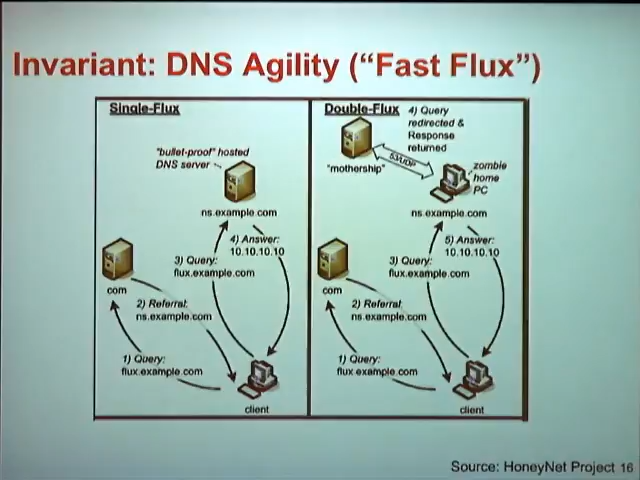 Invariant: DNS Agility ("Fast Flux")
Single-Flux
"bullet-proof" hosted
DNS server
ns.example.com
4) Answer:
10.10.10.10
3) Query:
flux.example.com
com
2) Referral:
ns.example.com
1) Query:
flux.example.com
client
Double-Flux
4) Query
redirected &
Response
returned
53/UDP
"mothership"
zombie
home
PC
ns.example.com
5) Answer:
10.10.10.10
3) Query:
flux.example.com
com
2) Referral:
ns.example.com
1) Query:
flux.example.com
client
Source: HoneyNet Project 16